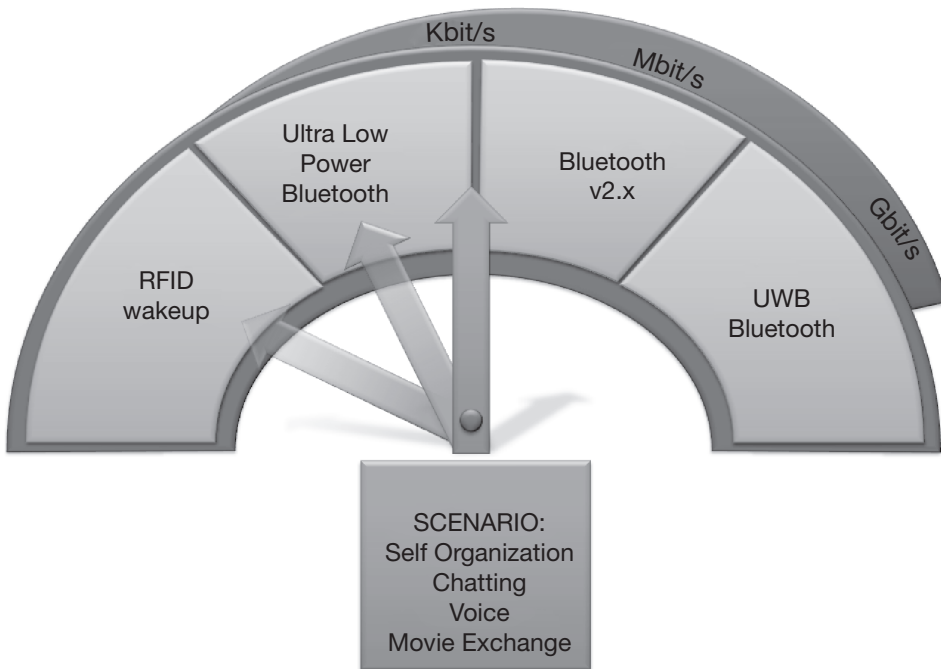 Kbit/s
Mbit/s
Gbit/s
Ultra Low
Power
Bluetooth
Bluetooth
v2.x
RFID
wakeup
UWB
Bluetooth
SCENARIO:
Self Organization
Chatting
Voice
Movie Exchange